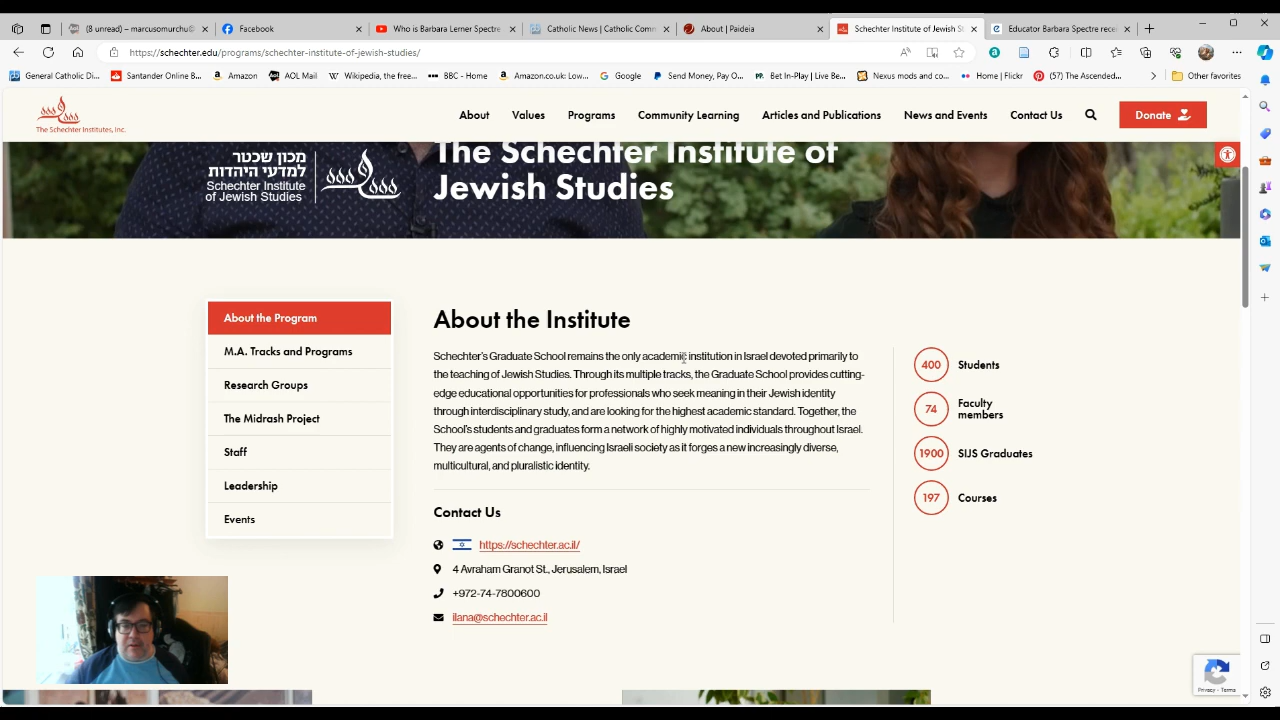 (8 unread) — marcusomurchu@
Facebook
Who is Barbara Lerner Spectre
Catholic News | Catholic Comm
About | Paideia
Schechter Institute of Jewish St
Educator Barbara Spectre rece
https://schechter.edu/programs/schechter-institute-of-jewish-studies/
General Catholic Di...
Santander Online B...
Amazon
AOL Mail
Wikipedia, the free...
BBC - Home
Amazon.co.uk: Low...
Google
Send Money, Pay O...
Bet In-Play | Live Be...
Nexus mods and co...
Home | Flickr
(57) The Ascended...
Other favorites
The Schechter Institutes, Inc.
About
Values
Programs
Community Learning
Articles and Publications
News and Events
Contact Us
Donate
מכון שכטר
למדעי היהדות
Schechter Institute
of Jewish Studies
The Schechter Institute of
Jewish Studies
About the Program
M.A. Tracks and Programs
Research Groups
The Midrash Project
Staff
Leadership
Events
About the Institute
Schechter's Graduate School remains the only academic institution in Israel devoted primarily to
the teaching of Jewish Studies. Through its multiple tracks, the Graduate School provides cutting-
edge educational opportunities for professionals who seek meaning in their Jewish identity
through interdisciplinary study, and are looking for the highest academic standard. Together, the
School's students and graduates form a network of highly motivated individuals throughout Israel.
They are agents of change, influencing Israeli society as it forges a new increasingly diverse,
multicultural, and pluralistic identity.
Contact Us
https://schechter.ac.il/
4 Avraham Granot St., Jerusalem, Israel
+972-74-7800600
ilana@schechter.ac.il
400 Students
74 Faculty
members
1900 SIJS Graduates
197 Courses
Privacy - Terms